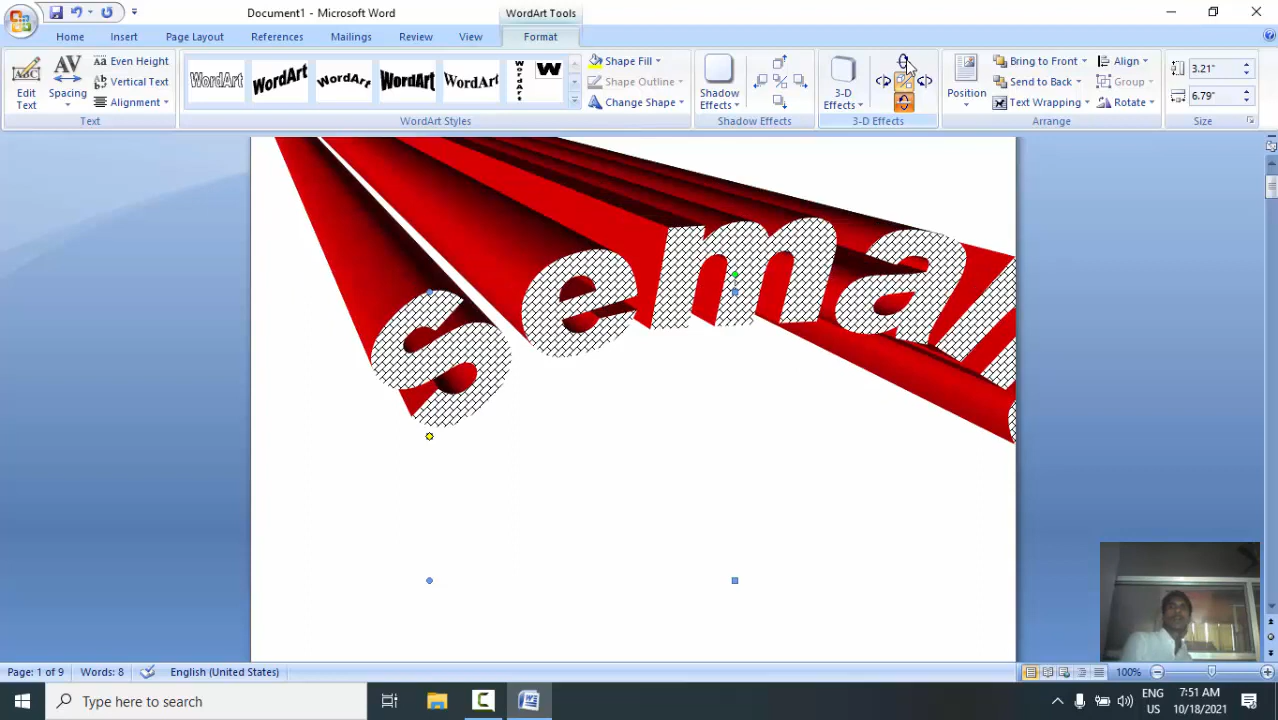 Document1 - Microsoft Word
WordArt Tools
Home
Insert
Page Layout
References
Mailings
Review
View
Format
Edit Text
Spacing
Even Height
Vertical Text
Alignment
Text
WordArt
WordArt
WordArt
WordArt
WordArt
WordArt
W
Shape Fill
Shape Outline
Change Shape
WordArt Styles
Shadow Effects
Shadow Effects
3-D Effects
3-D Effects
Position
Bring to Front
Send to Back
Text Wrapping
Align
Group
Rotate
Arrange
3.21"
6.79"
Size
sema
Page: 1 of 9
Words: 8
English (United States)
100%
Type here to search
ENG
US
7:51 AM
10/18/2021